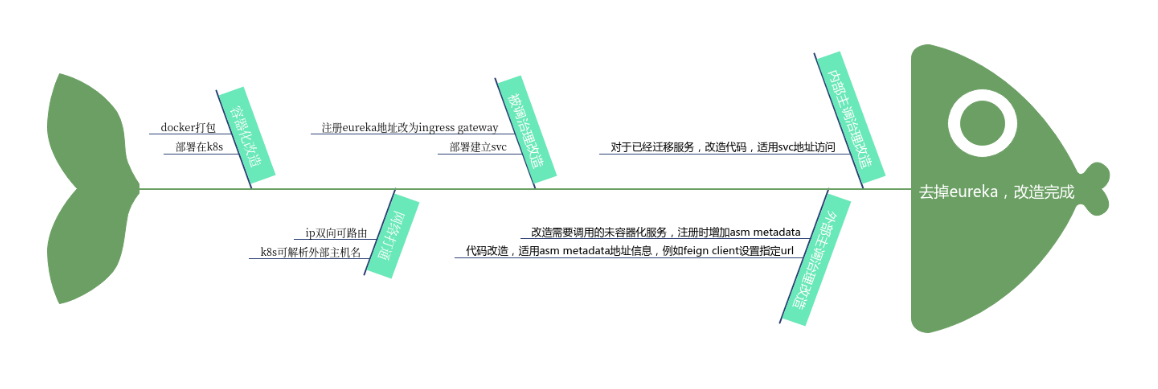 容器化改造
docker打包
部署在k8s
网络打通
ip双向可路由
k8s可解析外部主机名
被调治理改造
注册eureka地址改为ingress gateway
部署建立svc
外部主调治理改造
改造需要调用的未容器化服务，注册时增加asm metadata
代码改造，适用asm metadata地址信息，例如feign client设置指定url
内部主调治理改造
对于已经迁移服务，改造代码，适用svc地址访问
去掉eureka，改造完成